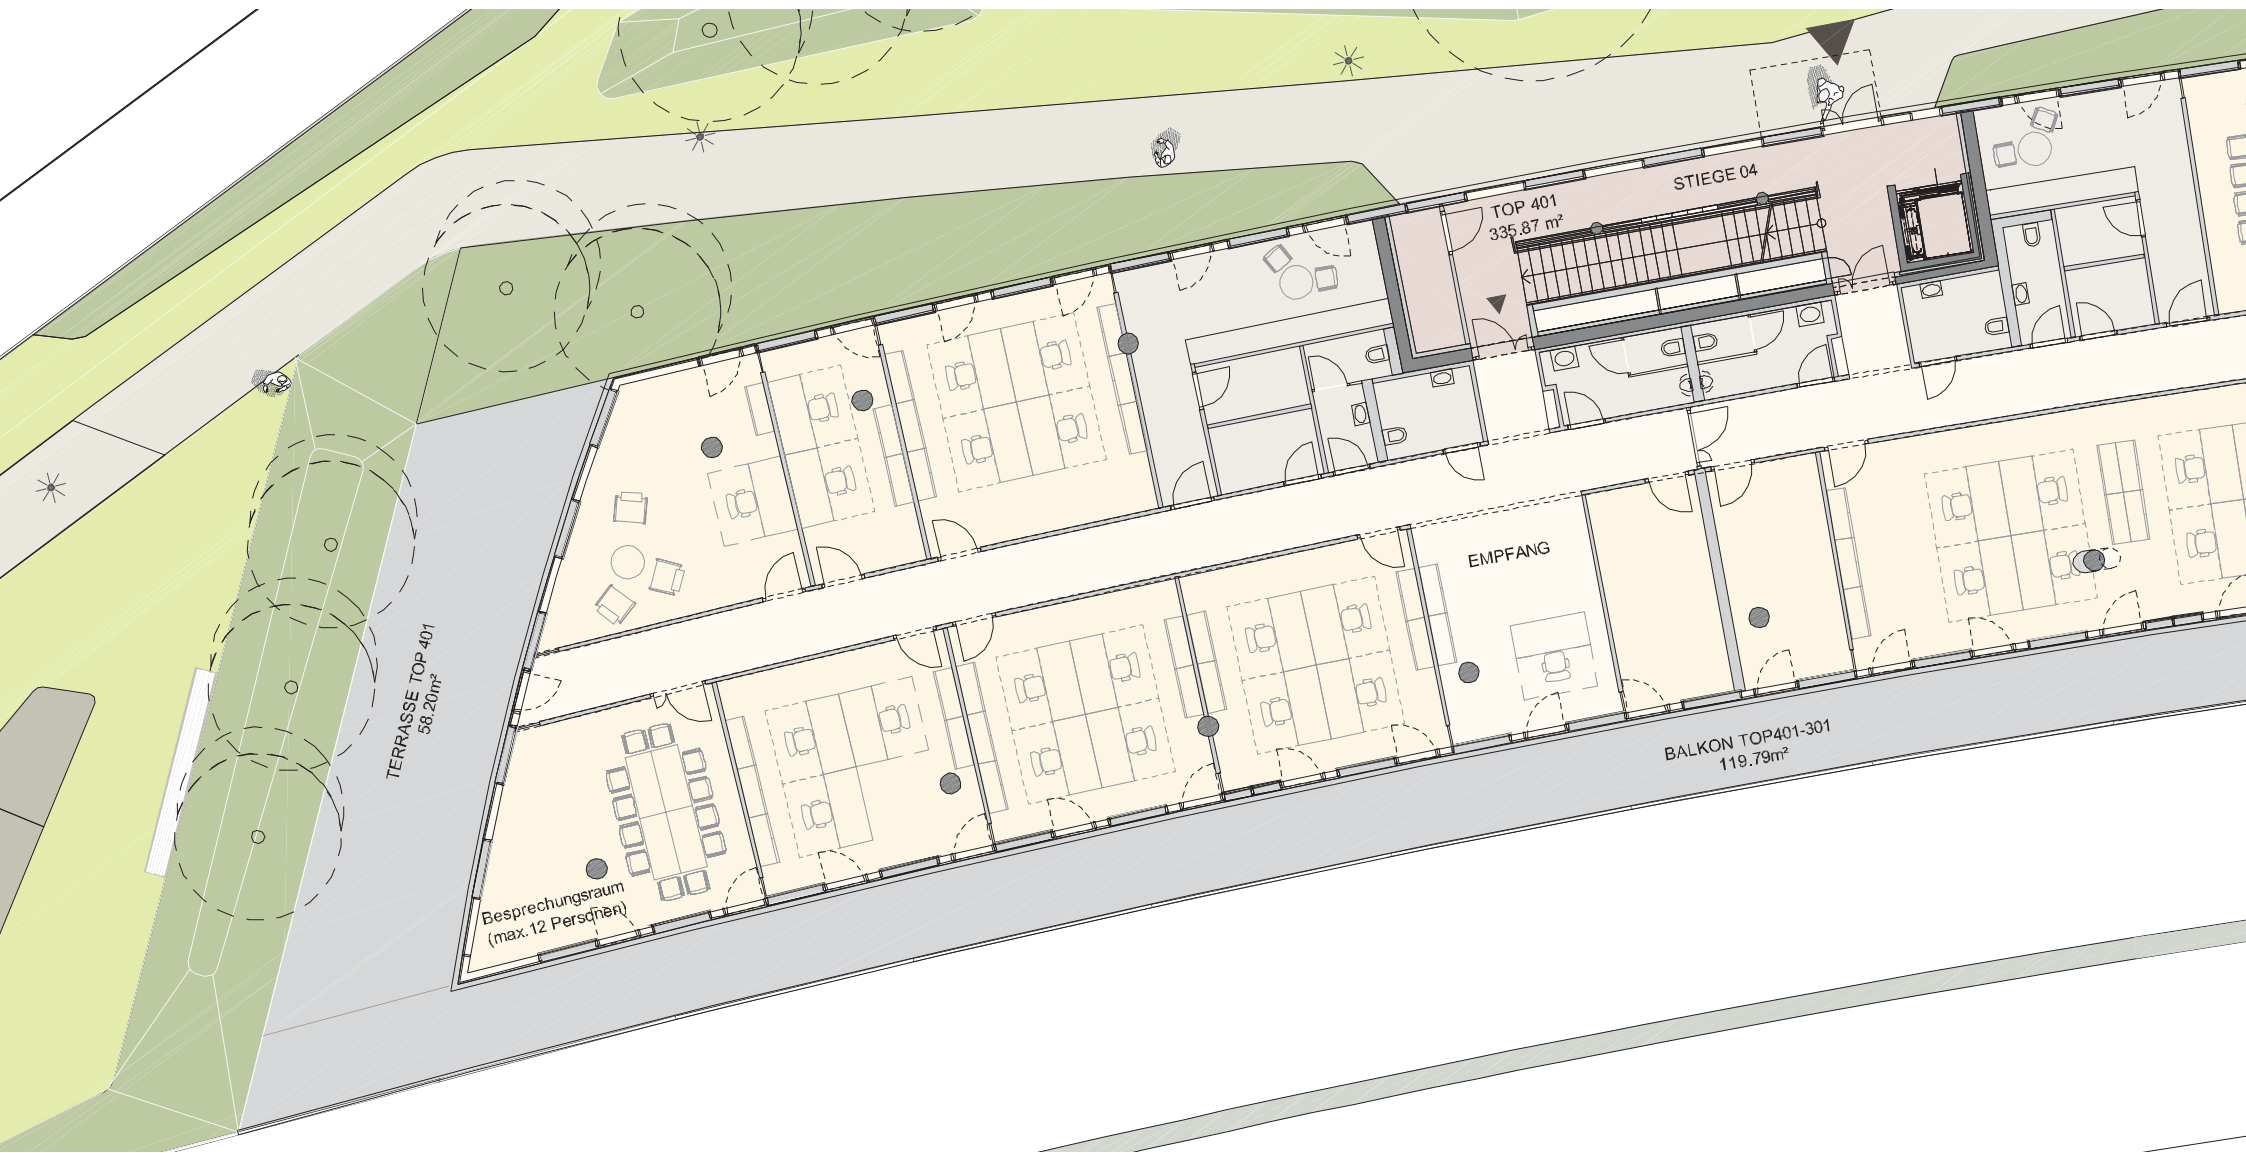 STIEGE 04
TOP 401
335.87 m²
EMPFANG
TERRASSE TOP 401
58.20m²
BALKON TOP401-301
119.79m²
Besprechungsraum
(max.12 Personen)